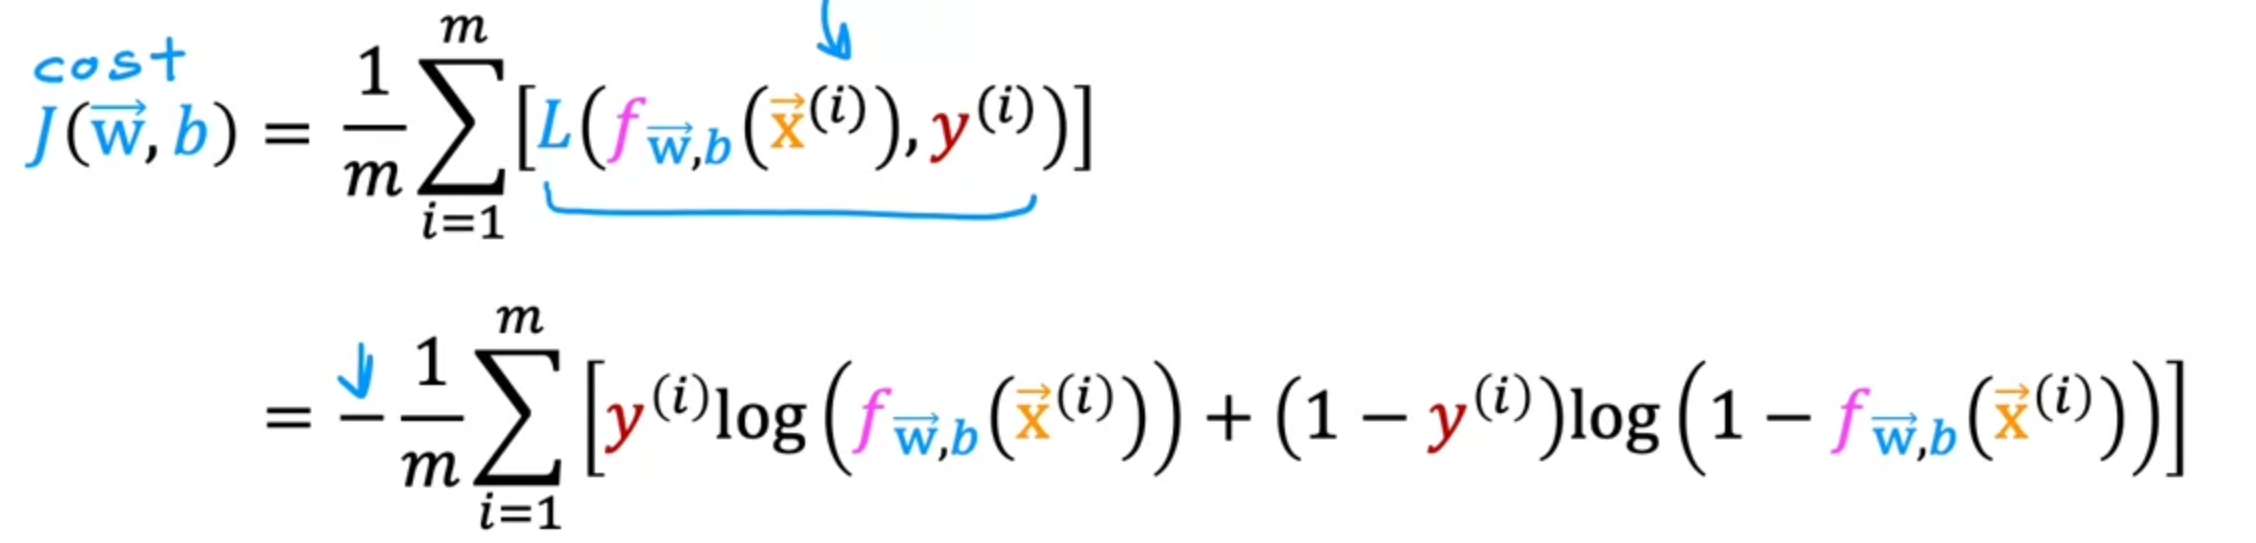 cost
J(w⃗, b) = 1/m ∑_{i=1}^{m} [L(f_{w⃗,b}(x⃗^{(i)}), y^{(i)})]
= − 1/m ∑_{i=1}^{m} [y^{(i)}log(f_{w⃗,b}(x⃗^{(i)})) + (1 − y^{(i)})log(1 − f_{w⃗,b}(x⃗^{(i)}))]